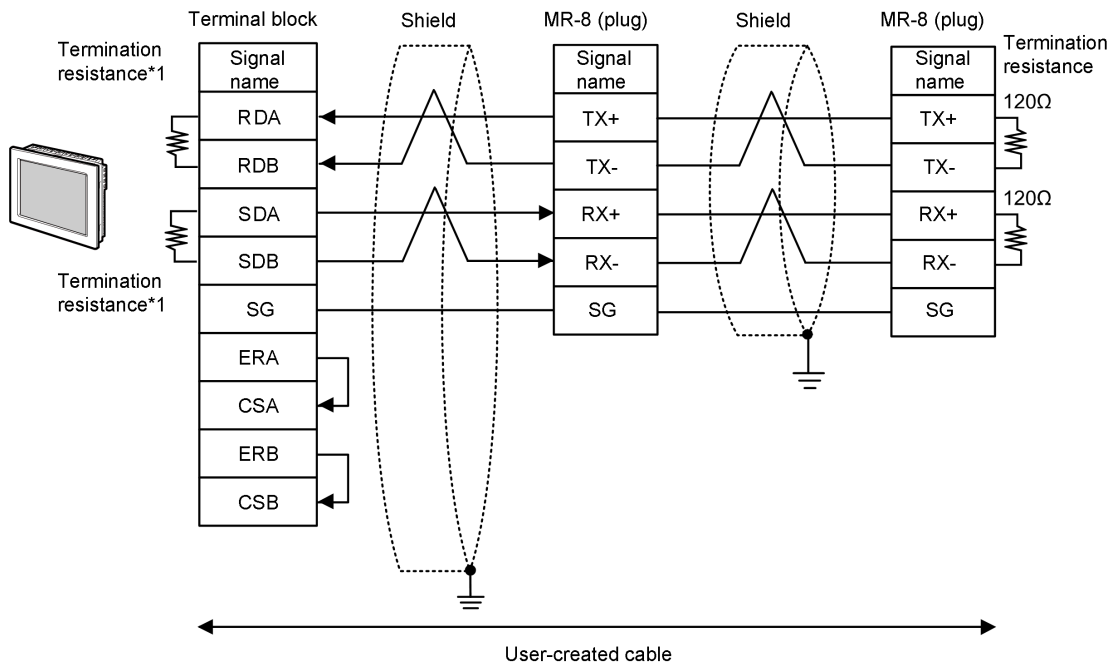 Terminal block
Shield
MR-8 (plug)
Shield
MR-8 (plug)
Termination
resistance*1
Signal
name
Signal
name
Signal
name
Termination
resistance
RDA
TX+
TX+
120Ω
RDB
TX-
TX-
SDA
RX+
RX+
120Ω
SDB
RX-
RX-
Termination
resistance*1
SG
SG
SG
ERA
CSA
ERB
CSB
User-created cable